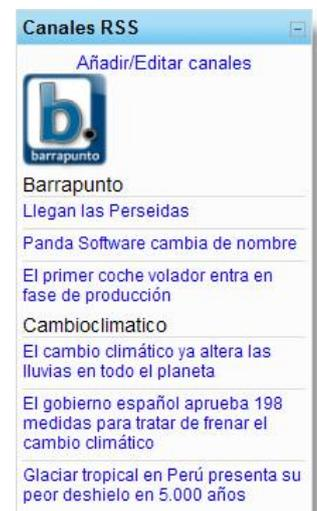 Canales RSS
Añadir/Editar canales
b.
barrapunto
Barrapunto
Llegan las Perseidas
Panda Software cambia de nombre
El primer coche volador entra en
fase de producción
Cambioclimatico
El cambio climático ya altera las
lluvias en todo el planeta
El gobierno español aprueba 198
medidas para tratar de frenar el
cambio climático
Glaciar tropical en Perú presenta su
peor deshielo en 5.000 años